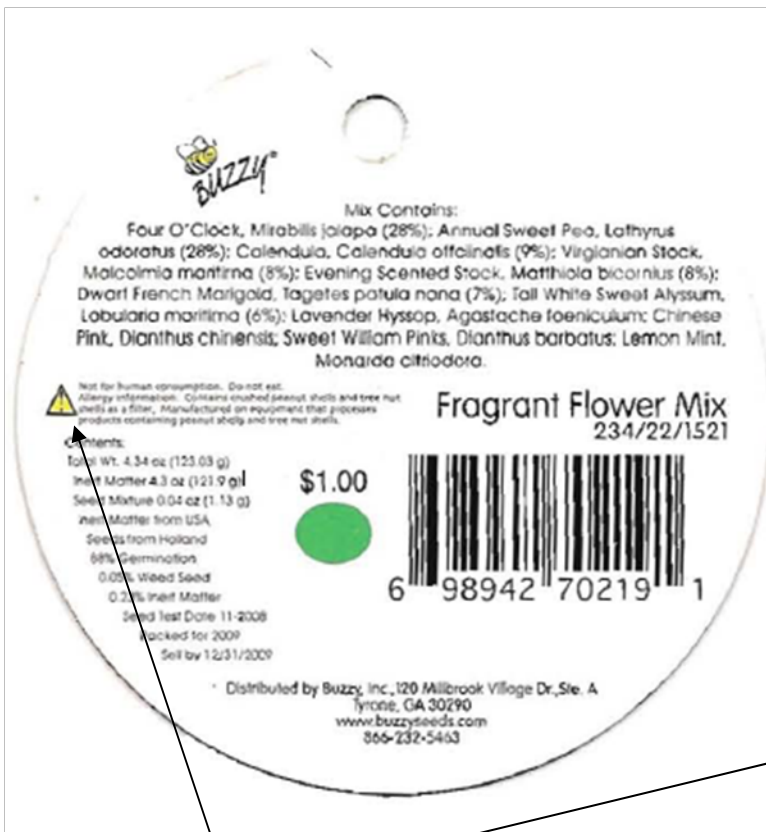 BUZZY®
Mix Contains:
Four O'Clock, Mirabilis jalapa (28%); Annual Sweet Pea, Lathyrus
odoratus (28%); Calendula, Calendula offcinalis (9%); Virginian Stock,
Malcolmia maritima (8%); Evening Scented Stock, Matthiola bicornius (8%);
Dwarf French Marigold, Tagetes patula nana (7%); Tall White Sweet Alyssum,
Lobularia maritima (6%); Lavender Hyssop, Agastache foeniculum; Chinese
Pink, Dianthus chinensis; Sweet William Pinks, Dianthus barbatus; Lemon Mint,
Monarda citriodora.
Not for human consumption. Do not eat.
Allergy information: Contains crushed peanut shells and tree nut
shells as a filter, Manufactured on equipment that processes
products containing peanut shells and tree nut shells.
Fragrant Flower Mix
234/22/1521
Contents:
Total Wt. 4.34 oz (123.03 g)
Inert Matter 4.3 oz (121.9 g)
Seed Mixture 0.04 oz (1.13 g)
Inert Matter from USA
Seeds from Holland
68% Germination
0.05% Weed Seed
Inert Matter
Seed Test Date 11-2008
Packed for 2009
Sell by 12/31/2009
$1.00
6 98942 70219 1
Distributed by Buzzy, Inc., 120 Millbrook Village Dr., Ste. A
Tyrone, GA 30290
www.buzzyseeds.com
866-232-5463